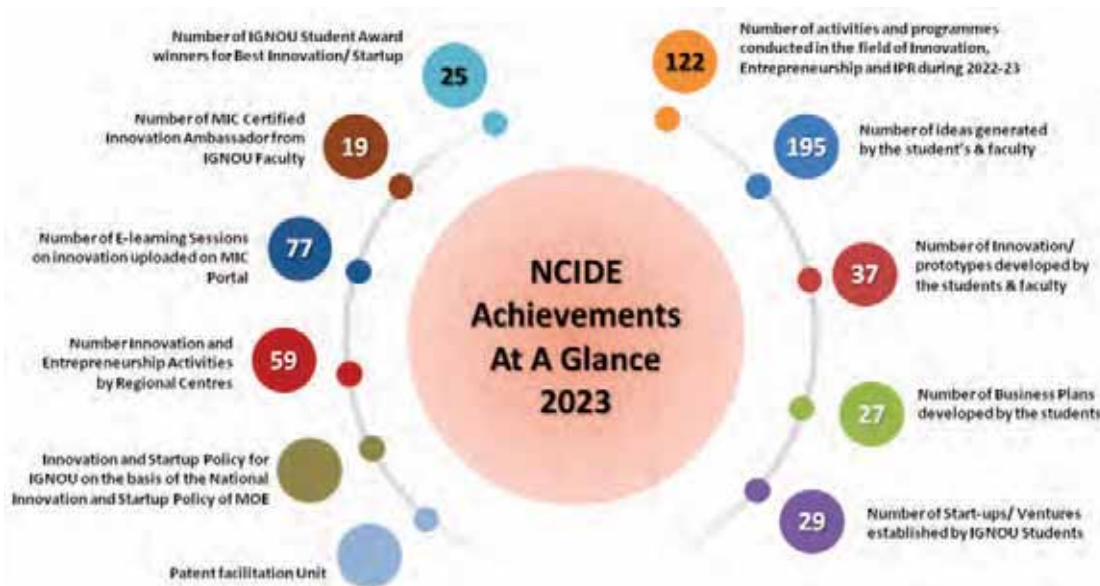 Number of IGNOU Student Award
winners for Best Innovation/ Startup
25
Number of MIC Certified
Innovation Ambassador from
IGNOU Faculty
19
Number of E-learning Sessions
on innovation uploaded on MIC
Portal
77
Number Innovation and
Entrepreneurship Activities
by Regional Centres
59
Innovation and Startup Policy for
IGNOU on the basis of the National
Innovation and Startup Policy of MOE
Patent facilitation Unit
NCIDE
Achievements
At A Glance
2023
122
Number of activities and programmes
conducted in the field of Innovation,
Entrepreneurship and IPR during 2022-23
195
Number of ideas generated
by the student's & faculty
37
Number of Innovation/
prototypes developed by
the students & faculty
27
Number of Business Plans
developed by the students
29
Number of Start-ups/ Ventures
established by IGNOU Students